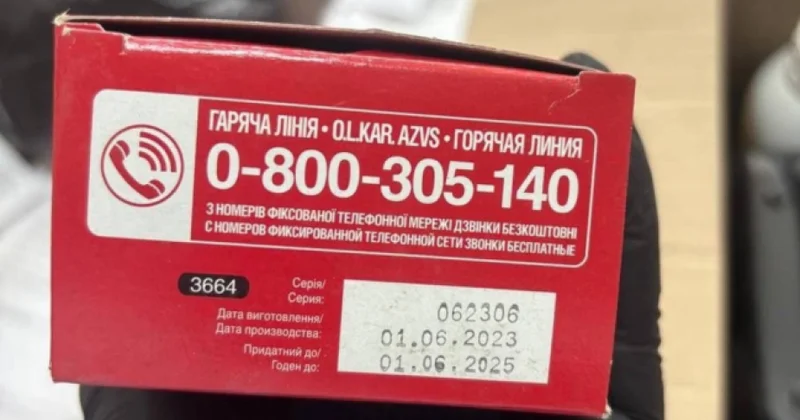 ГАРЯЧА ЛІНІЯ • O.L.KAR. AZVS • ГОРЯЧАЯ ЛИНИЯ
0-800-305-140
З НОМЕРІВ ФІКСОВАНОЇ ТЕЛЕФОННОЇ МЕРЕЖІ ДЗВІНКИ БЕЗКОШТОВНІ
С НОМЕРОВ ФИКСИРОВАННОЙ ТЕЛЕФОННОЙ СЕТИ ЗВОНКИ БЕСПЛАТНЫЕ
3664
Серія/
Серия: 062306
Дата виготовлення/
Дата производства: 01.06.2023
Придатний до/
Годен до: 01.06.2025